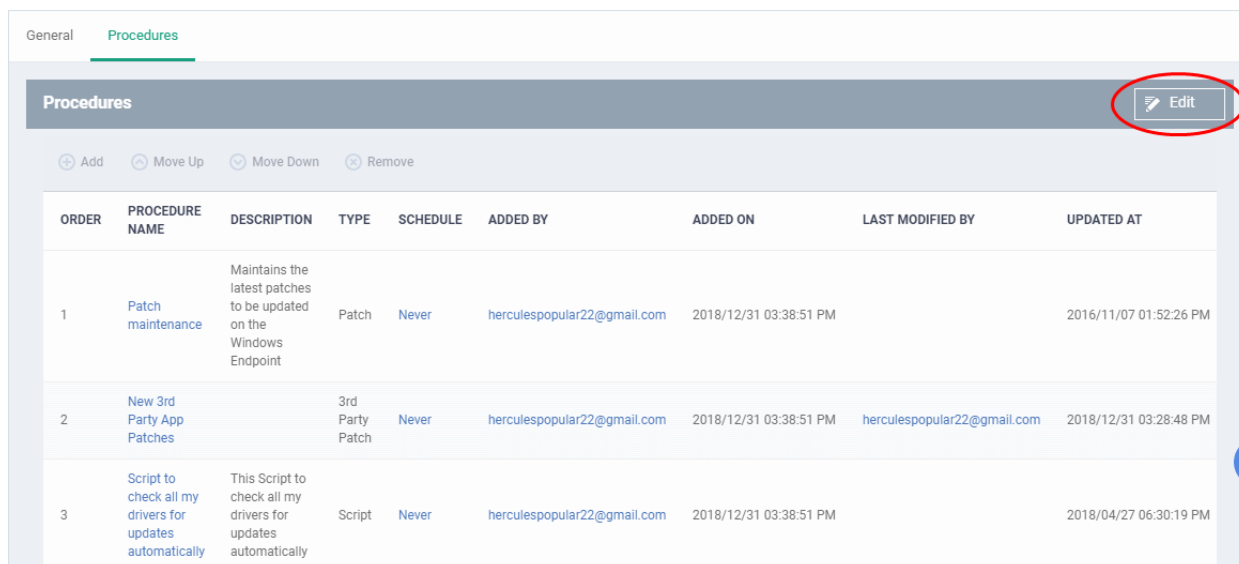 General Procedures
Procedures Edit
Add Move Up Move Down Remove
ORDER PROCEDURE NAME DESCRIPTION TYPE SCHEDULE ADDED BY ADDED ON LAST MODIFIED BY UPDATED AT
1
Patch
maintenance
Maintains the
latest patches
to be updated
on the
Windows
Endpoint
Patch
Never
herculespopular22@gmail.com
2018/12/31 03:38:51 PM
2016/11/07 01:52:26 PM
2
New 3rd
Party App
Patches
3rd
Party
Patch
Never
herculespopular22@gmail.com
2018/12/31 03:38:51 PM
herculespopular22@gmail.com
2018/12/31 03:28:48 PM
3
Script to
check all my
drivers for
updates
automatically
This Script to
check all my
drivers for
updates
automatically
Script
Never
herculespopular22@gmail.com
2018/12/31 03:38:51 PM
2018/04/27 06:30:19 PM